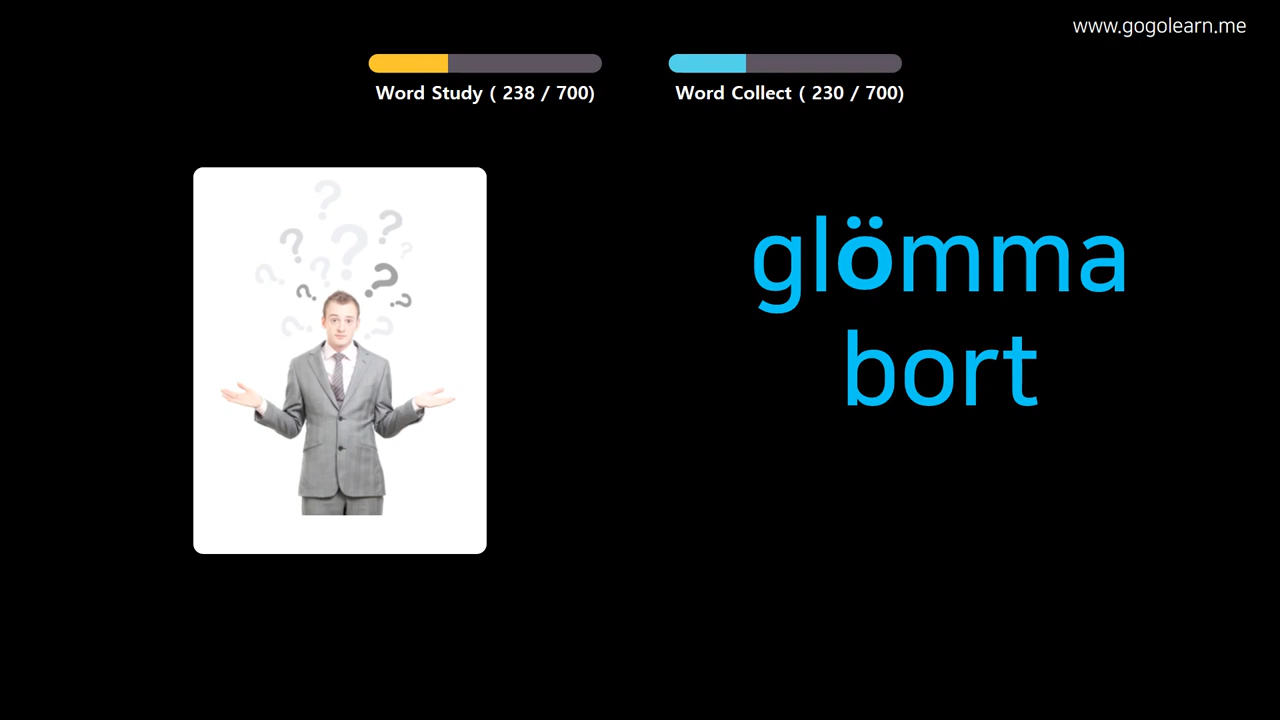 www.gogolearn.me
Word Study ( 238 / 700)
Word Collect ( 230 / 700)
? ? ? ? ? ? ? ? ? ? ? ?
glömma
bort